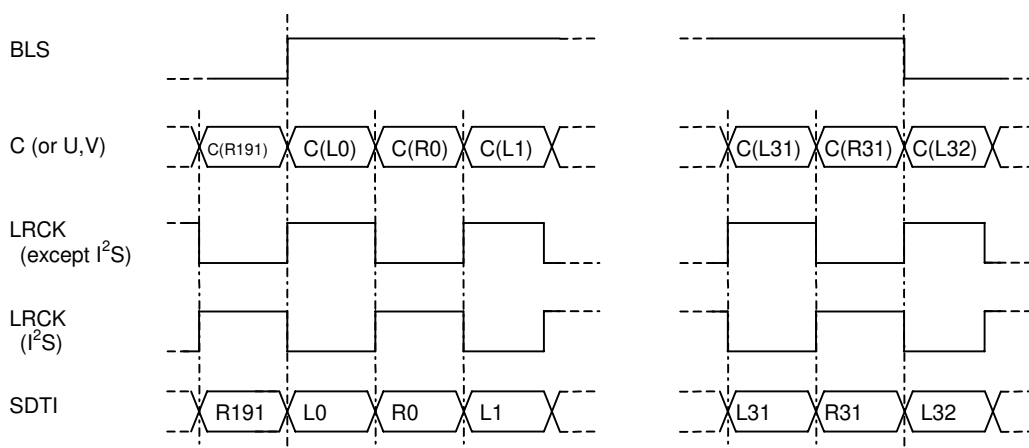 BLS
C (or U,V)
C(R191) C(L0) C(R0) C(L1) C(L31) C(R31) C(L32)
LRCK
(except I²S)
LRCK
(I²S)
SDTI
R191 L0 R0 L1 L31 R31 L32